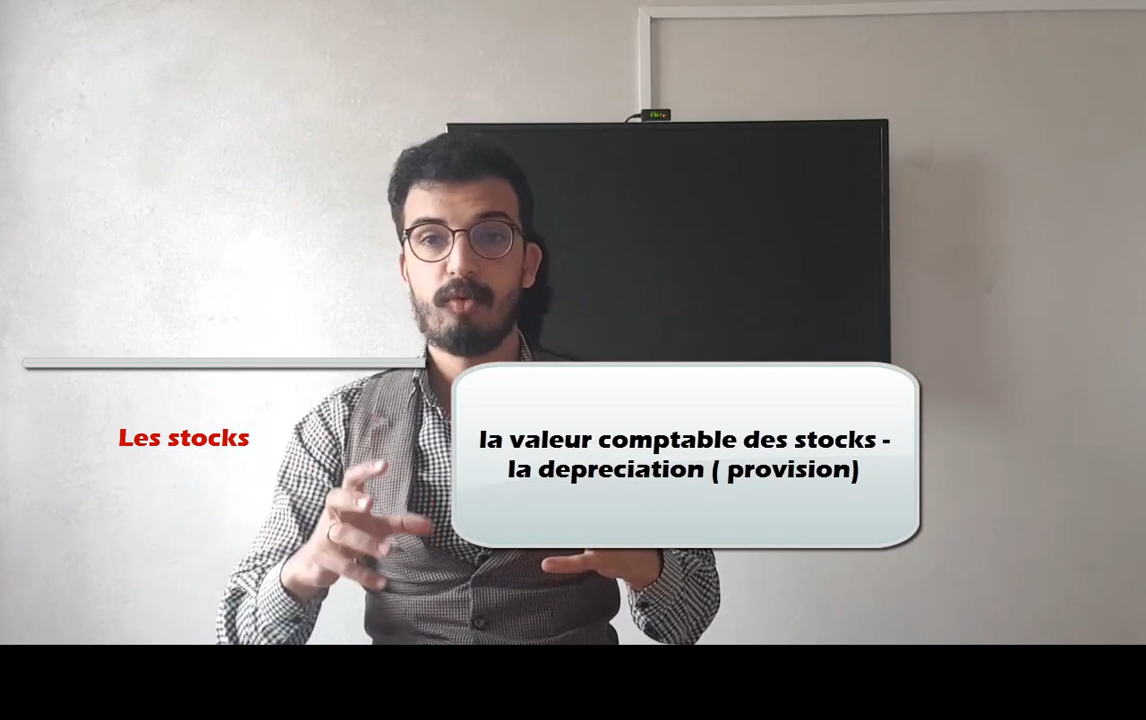 Les stocks
la valeur comptable des stocks -
la depreciation ( provision)